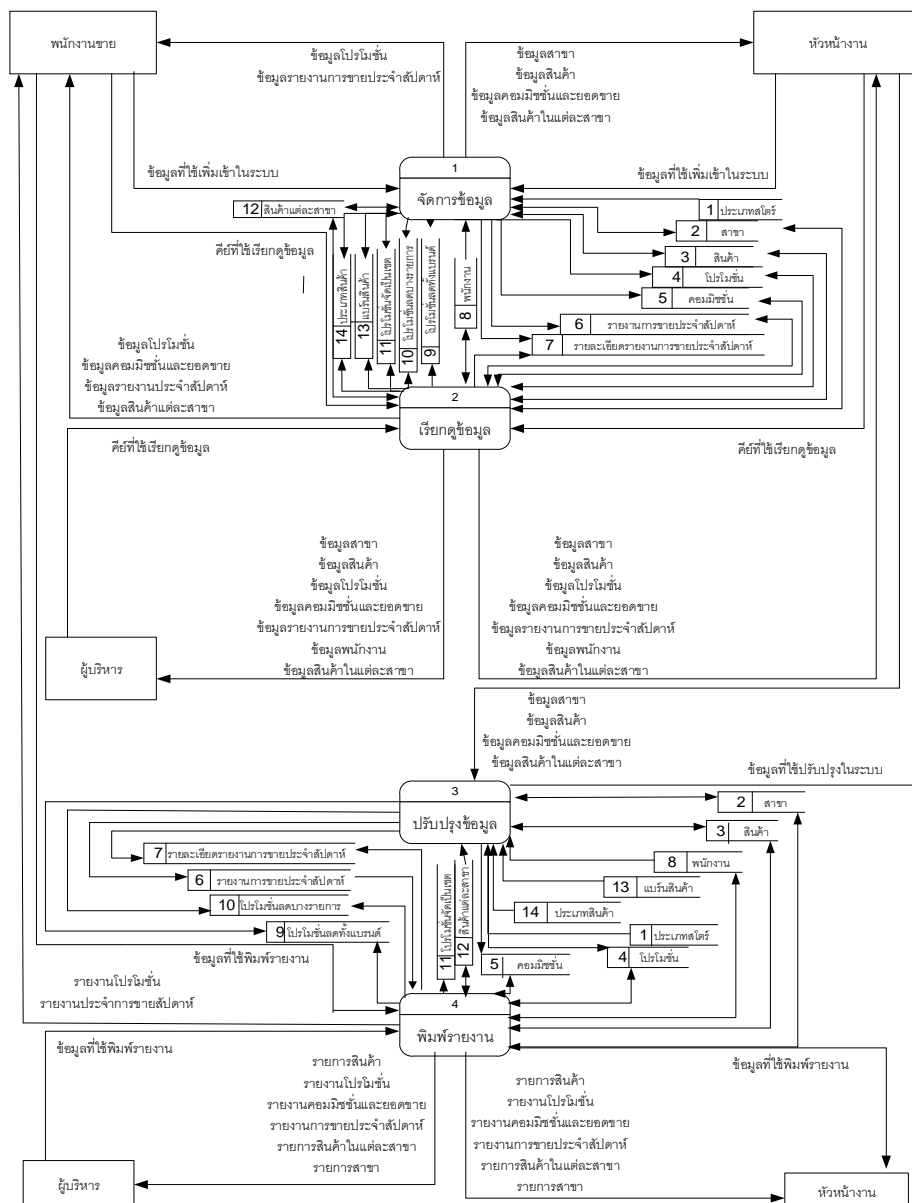 พนักงานขาย
หัวหน้างาน
ข้อมูลโปรโมชั่น
ข้อมูลรายงานการขายประจำสัปดาห์
ข้อมูลสาขา
ข้อมูลสินค้า
ข้อมูลคอมมิชชั่นและยอดขาย
ข้อมูลสินค้าในแต่ละสาขา
ข้อมูลที่ใช้เพิ่มเข้าในระบบ
1
จัดการข้อมูล
ข้อมูลที่ใช้เพิ่มเข้าในระบบ
12 สินค้าแต่ละสาขา
1 ประเภทสโตร์
2 สาขา
3 สินค้า
4 โปรโมชั่น
5 คอมมิชชั่น
6 รายงานการขายประจำสัปดาห์
7 รายละเอียดรายงานการขายประจำสัปดาห์
คีย์ที่ใช้เรียกดูข้อมูล
14 ประเภทสินค้า
13 แบร์นสินค้า
11 โปรโมชั่นจัดเป็นเซต
10 โปรโมชั่นลดบางรายการ
9 โปรโมชั่นลดทั้งแบรนด์
8 พนักงาน
ข้อมูลโปรโมชั่น
ข้อมูลคอมมิชชั่นและยอดขาย
ข้อมูลรายงานประจำสัปดาห์
ข้อมูลสินค้าแต่ละสาขา
2
เรียกดูข้อมูล
คีย์ที่ใช้เรียกดูข้อมูล
คีย์ที่ใช้เรียกดูข้อมูล
ข้อมูลสาขา
ข้อมูลสินค้า
ข้อมูลโปรโมชั่น
ข้อมูลคอมมิชชั่นและยอดขาย
ข้อมูลรายงานการขายประจำสัปดาห์
ข้อมูลพนักงาน
ข้อมูลสินค้าในแต่ละสาขา
ข้อมูลสาขา
ข้อมูลสินค้า
ข้อมูลโปรโมชั่น
ข้อมูลคอมมิชชั่นและยอดขาย
ข้อมูลรายงานการขายประจำสัปดาห์
ข้อมูลพนักงาน
ข้อมูลสินค้าในแต่ละสาขา
ผู้บริหาร
ข้อมูลสาขา
ข้อมูลสินค้า
ข้อมูลคอมมิชชั่นและยอดขาย
ข้อมูลสินค้าในแต่ละสาขา
ข้อมูลที่ใช้ปรับปรุงในระบบ
3
ปรับปรุงข้อมูล
2 สาขา
3 สินค้า
8 พนักงาน
13 แบร์นสินค้า
14 ประเภทสินค้า
1 ประเภทสโตร์
4 โปรโมชั่น
5 คอมมิชชั่น
7 รายละเอียดรายงานการขายประจำสัปดาห์
6 รายงานการขายประจำสัปดาห์
10 โปรโมชั่นลดบางรายการ
9 โปรโมชั่นลดทั้งแบรนด์
11 โปรโมชั่นจัดเป็นเซต
12 สินค้าแต่ละสาขา
ข้อมูลที่ใช้พิมพ์รายงาน
รายงานโปรโมชั่น
รายงานประจำการขายสัปดาห์
4
พิมพ์รายงาน
ข้อมูลที่ใช้พิมพ์รายงาน
ข้อมูลที่ใช้พิมพ์รายงาน
รายการสินค้า
รายงานโปรโมชั่น
รายงานคอมมิชชั่นและยอดขาย
รายงานการขายประจำสัปดาห์
รายการสินค้าในแต่ละสาขา
รายการสาขา
รายการสินค้า
รายงานโปรโมชั่น
รายงานคอมมิชชั่นและยอดขาย
รายงานการขายประจำสัปดาห์
รายการสินค้าในแต่ละสาขา
รายการสาขา
ผู้บริหาร
หัวหน้างาน